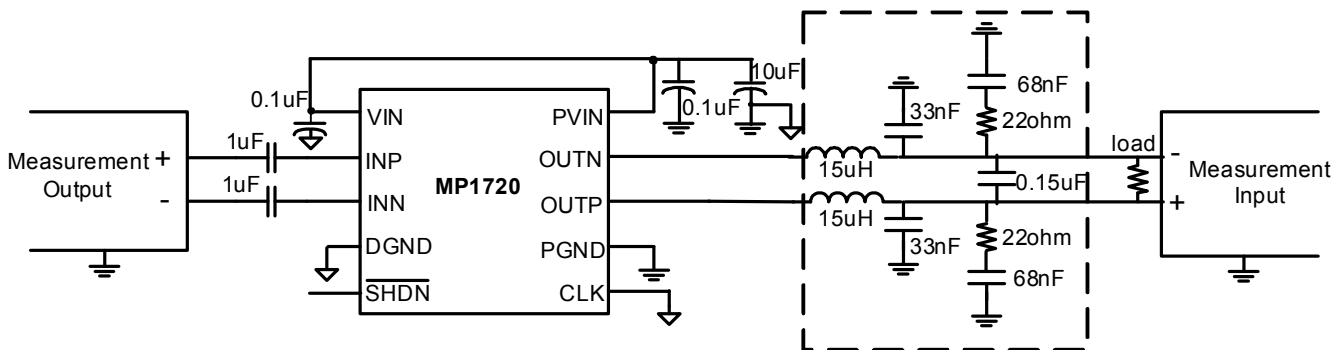 Measurement
Output
+
-
1uF
1uF
0.1uF
VIN
INP
INN
DGND
SHDN
MP1720
PVIN
OUTN
OUTP
PGND
CLK
0.1uF
10uF
15uH
15uH
33nF
33nF
68nF
22ohm
0.15uF
22ohm
68nF
load
-
+
Measurement
Input